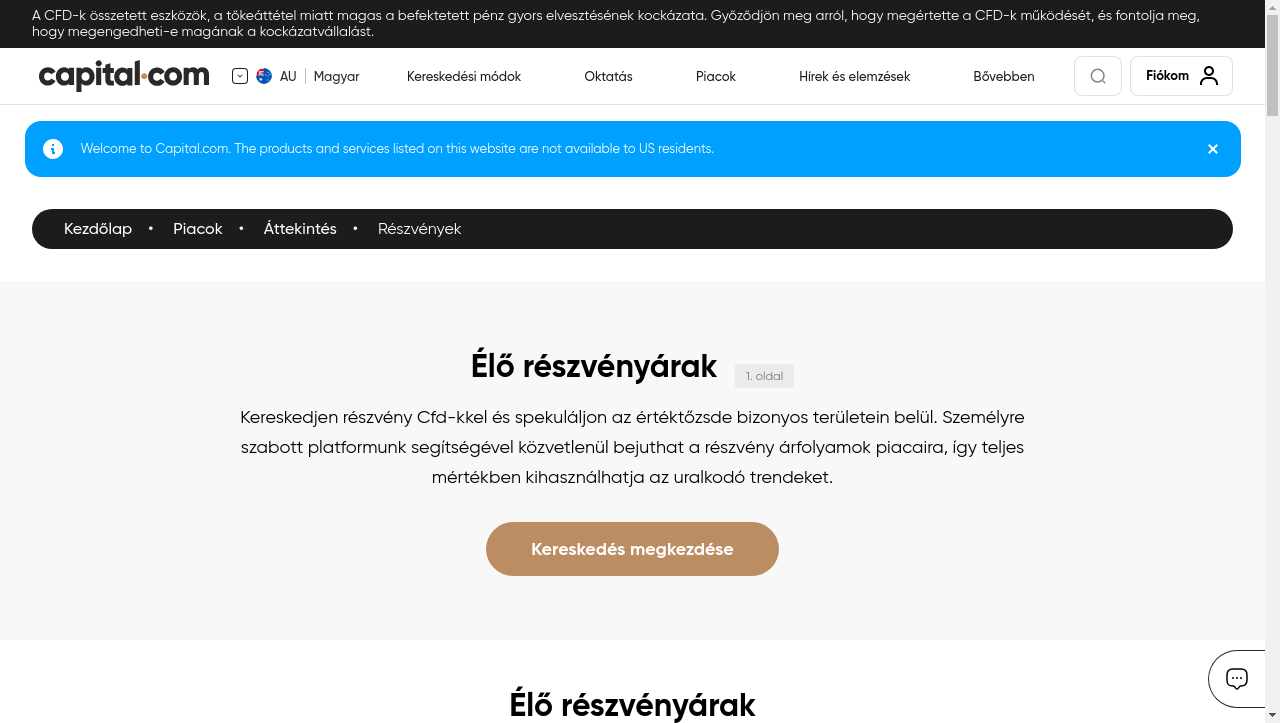 A CFD-k összetett eszközök, a tőkeáttétel miatt magas a befektetett pénz gyors elvesztésének kockázata. Győződjön meg arról, hogy megértette a CFD-k működését, és fontolja meg,
hogy megengedheti-e magának a kockázatvállalást.
capital.com AU Magyar Kereskedési módok Oktatás Piacok Hírek és elemzések Bővebben Fiókom
Welcome to Capital.com. The products and services listed on this website are not available to US residents.
Kezdőlap • Piacok • Áttekintés • Részvények
Élő részvényárak 1. oldal
Kereskedjen részvény Cfd-kkel és spekuláljon az értéktőzsde bizonyos területein belül. Személyre
szabott platformunk segítségével közvetlenül bejuthat a részvény árfolyamok piacaira, így teljes
mértékben kihasználhatja az uralkodó trendeket.
Kereskedés megkezdése
Élő részvényárak